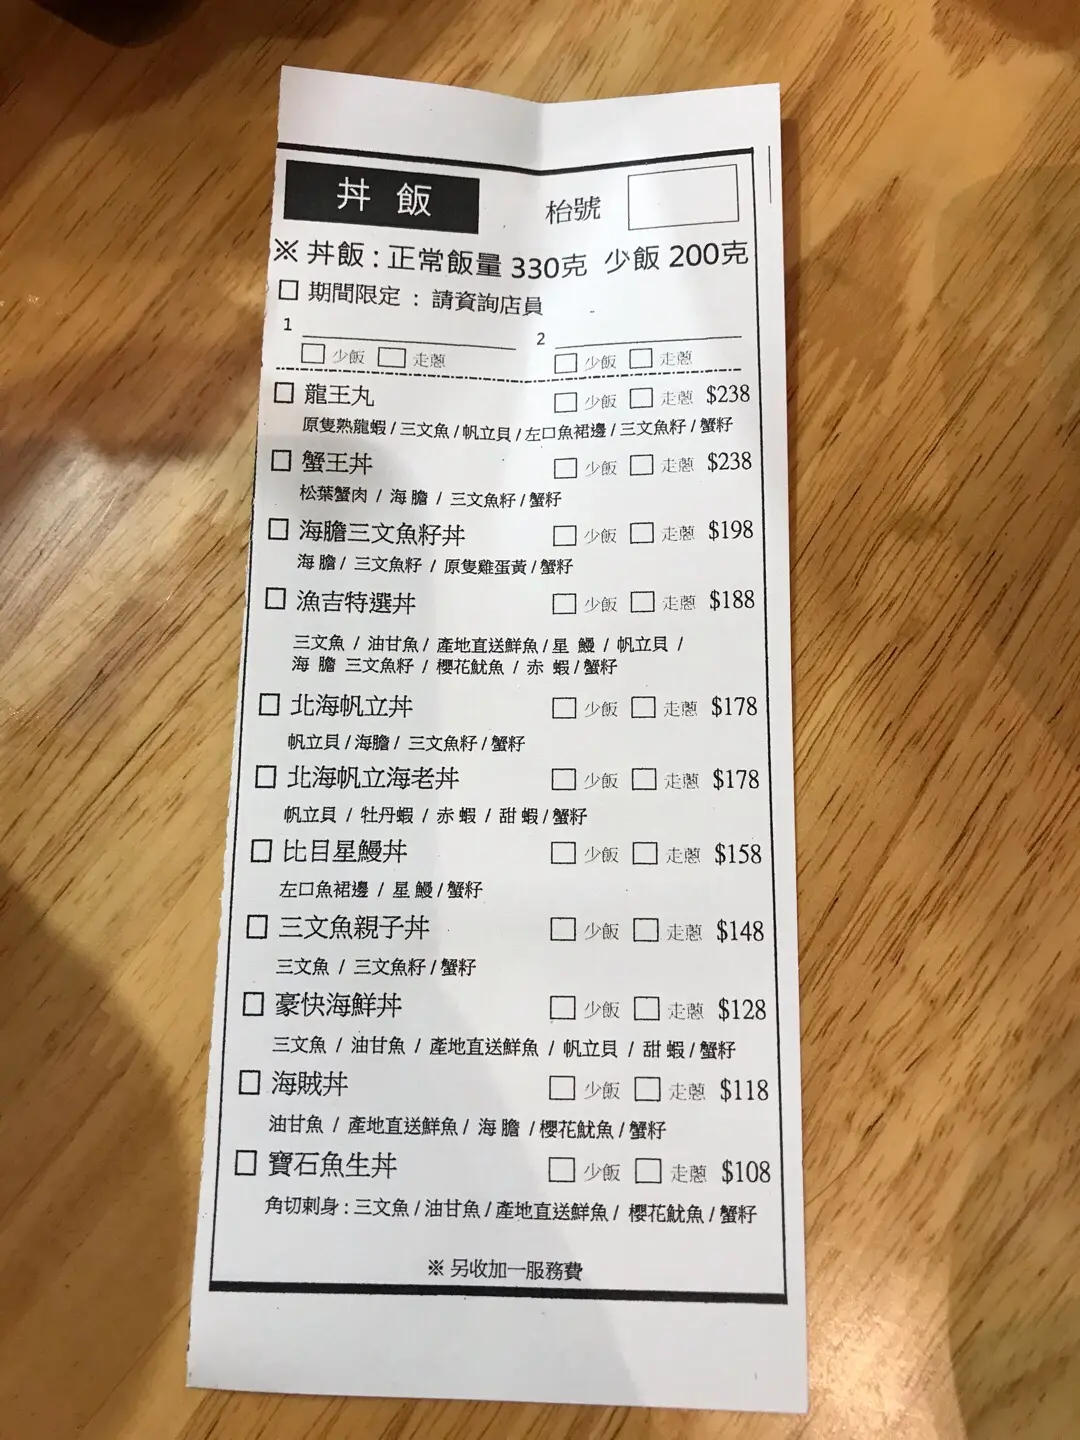 丼 飯 枱號
※ 丼飯 : 正常飯量 330克 少飯 200克
□ 期間限定 : 請資詢店員
1 ________ 2 ________
□ 少飯 □ 走蔥 □ 少飯 □ 走蔥
□ 龍王丸 □ 少飯 □ 走蔥 $238
原隻熟龍蝦 / 三文魚 / 帆立貝 / 左口魚裙邊 / 三文魚籽 / 蟹籽
□ 蟹王丼 □ 少飯 □ 走蔥 $238
松葉蟹肉 / 海 膽 / 三文魚籽 / 蟹籽
□ 海膽三文魚籽丼 □ 少飯 □ 走蔥 $198
海 膽 / 三文魚籽 / 原隻雞蛋黃 / 蟹籽
□ 漁吉特選丼 □ 少飯 □ 走蔥 $188
三文魚 / 油甘魚 / 產地直送鮮魚 / 星 鰻 / 帆立貝 /
海 膽 三文魚籽 / 櫻花魷魚 / 赤 蝦 / 蟹籽
□ 北海帆立丼 □ 少飯 □ 走蔥 $178
帆立貝 / 海膽 / 三文魚籽 / 蟹籽
□ 北海帆立海老丼 □ 少飯 □ 走蔥 $178
帆立貝 / 牡丹蝦 / 赤 蝦 / 甜 蝦 / 蟹籽
□ 比目星鰻丼 □ 少飯 □ 走蔥 $158
左口魚裙邊 / 星 鰻 / 蟹籽
□ 三文魚親子丼 □ 少飯 □ 走蔥 $148
三文魚 / 三文魚籽 / 蟹籽
□ 豪快海鮮丼 □ 少飯 □ 走蔥 $128
三文魚 / 油甘魚 / 產地直送鮮魚 / 帆立貝 / 甜 蝦 / 蟹籽
□ 海賊丼 □ 少飯 □ 走蔥 $118
油甘魚 / 產地直送鮮魚 / 海 膽 / 櫻花魷魚 / 蟹籽
□ 寶石魚生丼 □ 少飯 □ 走蔥 $108
角切刺身 : 三文魚 / 油甘魚 / 產地直送鮮魚 / 櫻花魷魚 / 蟹籽
※ 另收加一服務費